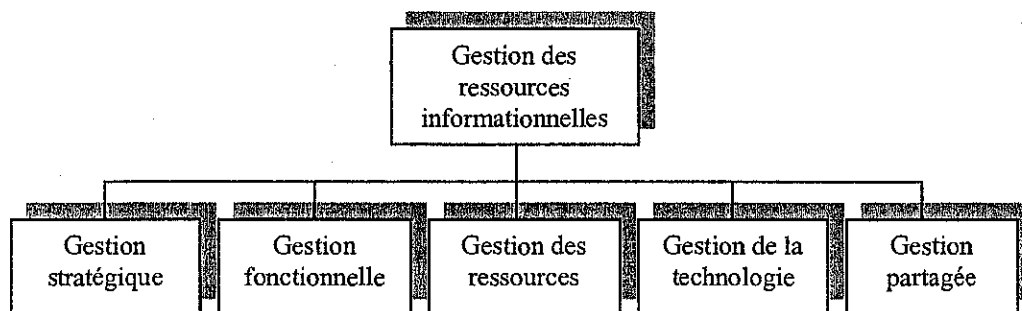 Gestion des
ressources
informationnelles
Gestion
stratégique
Gestion
fonctionnelle
Gestion des
ressources
Gestion de la
technologie
Gestion
partagée